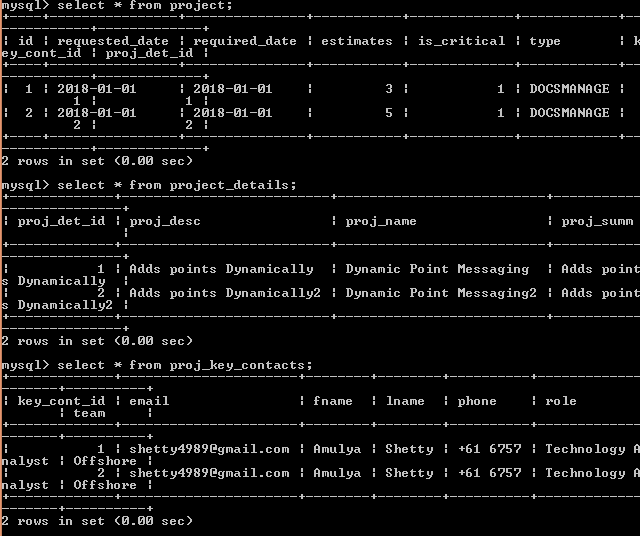 mysql> select * from project;
+----+----------------+---------------+-----------+-------------+------------+--
-----------+-------------+
| id | requested_date | required_date | estimates | is_critical | type       | k
ey_cont_id | proj_det_id |
+----+----------------+---------------+-----------+-------------+------------+--
-----------+-------------+
|  1 | 2018-01-01     | 2018-01-01    |         3 |           1 | DOCSMANAGE |
         1 |           1 |
|  2 | 2018-01-01     | 2018-01-01    |         5 |           1 | DOCSMANAGE |
         2 |           2 |
+----+----------------+---------------+-----------+-------------+------------+--
-----------+-------------+
2 rows in set (0.00 sec)
mysql> select * from project_details;
+-------------+-------------------------+--------------------------+-----------
---------------+
| proj_det_id | proj_desc               | proj_name                | proj_summ
               |
+-------------+-------------------------+--------------------------+-----------
---------------+
|           1 | Adds points Dynamically | Dynamic Point Messaging  | Adds point
s Dynamically  |
|           2 | Adds points Dynamically2 | Dynamic Point Messaging2 | Adds point
s Dynamically2 |
+-------------+-------------------------+--------------------------+-----------
---------------+
2 rows in set (0.00 sec)
mysql> select * from proj_key_contacts;
+-------------+----------------------+--------+--------+----------+-------------
-------+----------+
| key_cont_id | email                | fname  | lname  | phone    | role
       | team     |
+-------------+----------------------+--------+--------+----------+-------------
-------+----------+
|           1 | shetty4989@gmail.com | Amulya | Shetty | +61 6757 | Technology A
nalyst | Offshore |
|           2 | shetty4989@gmail.com | Amulya | Shetty | +61 6757 | Technology A
nalyst | Offshore |
+-------------+----------------------+--------+--------+----------+-------------
-------+----------+
2 rows in set (0.00 sec)